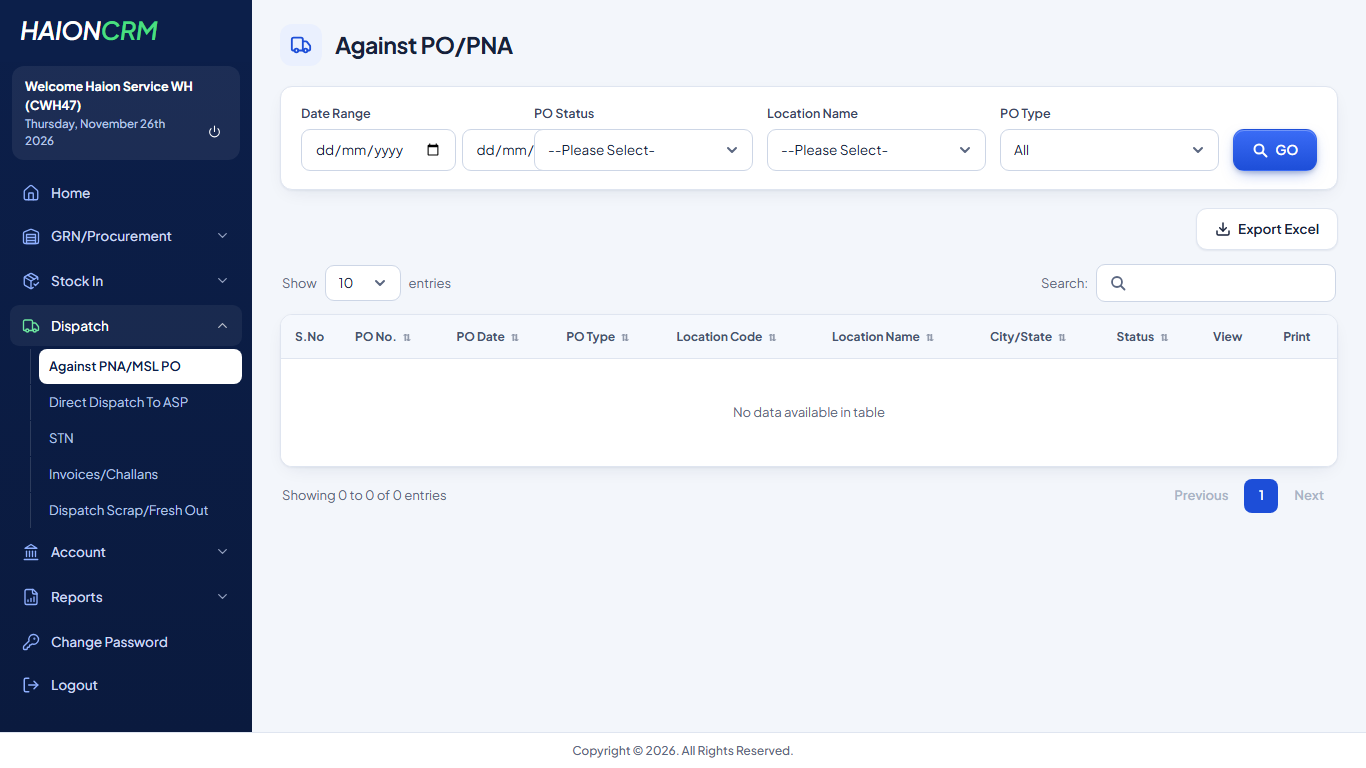 HAIONCRM
Welcome Haion Service WH
(CWH47)
Thursday, November 26th
2026
Home
GRN/Procurement
Stock In
Dispatch
Against PNA/MSL PO
Direct Dispatch To ASP
STN
Invoices/Challans
Dispatch Scrap/Fresh Out
Account
Reports
Change Password
Logout
Against PO/PNA
Date Range PO Status Location Name PO Type
dd/mm/yyyy dd/mm/ --Please Select- --Please Select- All GO
Export Excel
Show 10 entries Search:
S.No PO No. PO Date PO Type Location Code Location Name City/State Status View Print
No data available in table
Showing 0 to 0 of 0 entries Previous 1 Next
Copyright © 2026. All Rights Reserved.